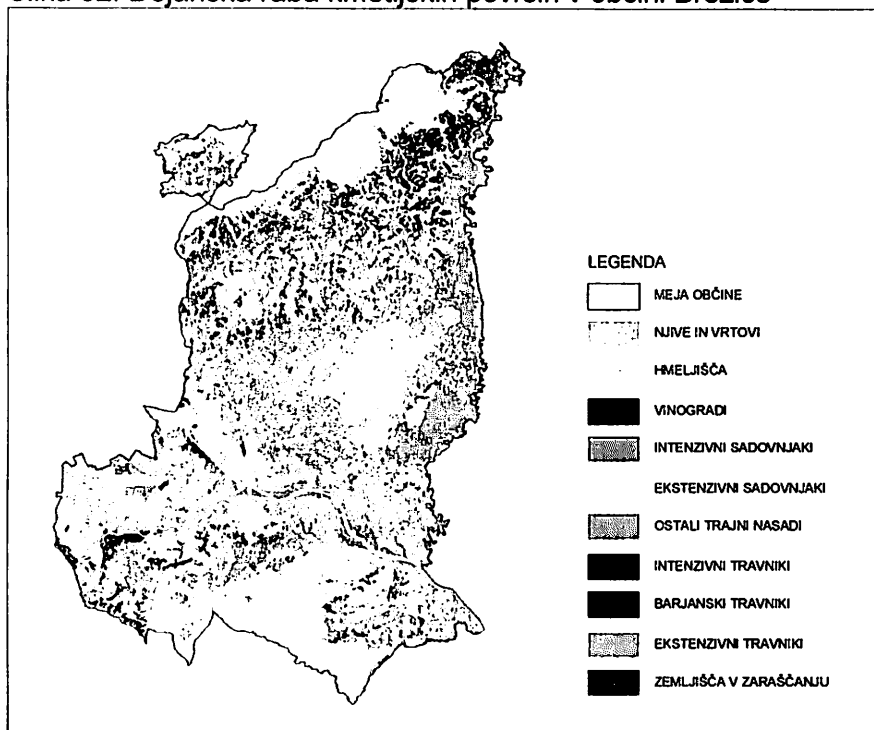 LEGENDA
MEJA OBČINE
NJIVE IN VRTOVI
HMELJIŠČA
VINOGRADI
INTENZIVNI SADOVNJAKI
EKSTENZIVNI SADOVNJAKI
OSTALI TRAJNI NASADI
INTENZIVNI TRAVNIKI
BARJANSKI TRAVNIKI
EKSTENZIVNI TRAVNIKI
ZEMLJIŠČA V ZARAŠČANJU